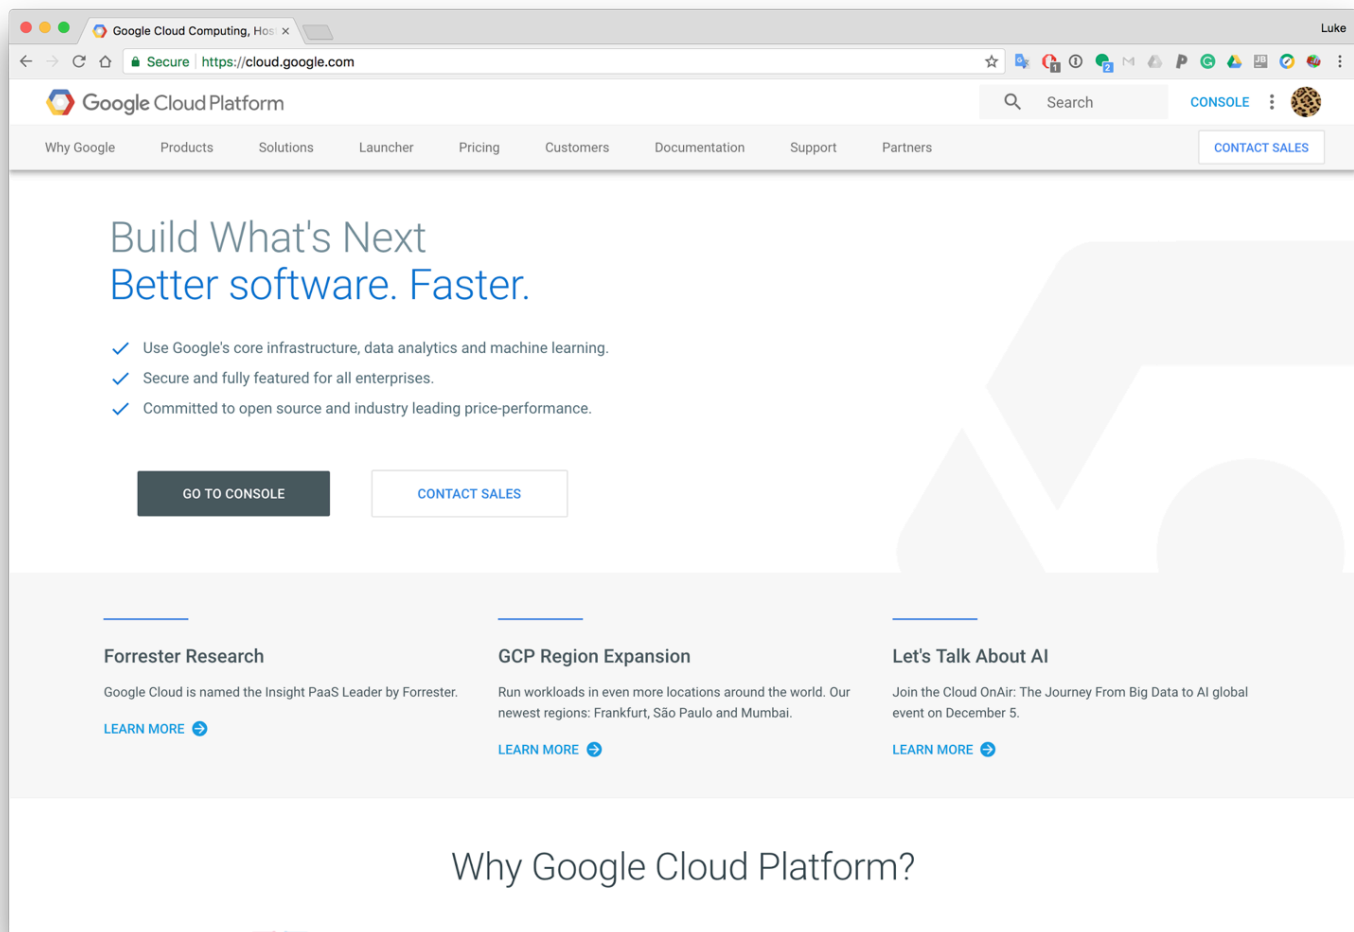 Google Cloud Computing, Hos
Luke
Secure https://cloud.google.com
1
2
JB
Google Cloud Platform
Search
CONSOLE
Why Google
Products
Solutions
Launcher
Pricing
Customers
Documentation
Support
Partners
CONTACT SALES
Build What's Next
Better software. Faster.
Use Google's core infrastructure, data analytics and machine learning.
Secure and fully featured for all enterprises.
Committed to open source and industry leading price-performance.
GO TO CONSOLE
CONTACT SALES
Forrester Research
Google Cloud is named the Insight PaaS Leader by Forrester.
LEARN MORE
GCP Region Expansion
Run workloads in even more locations around the world. Our
newest regions: Frankfurt, São Paulo and Mumbai.
LEARN MORE
Let's Talk About AI
Join the Cloud OnAir: The Journey From Big Data to AI global
event on December 5.
LEARN MORE
Why Google Cloud Platform?